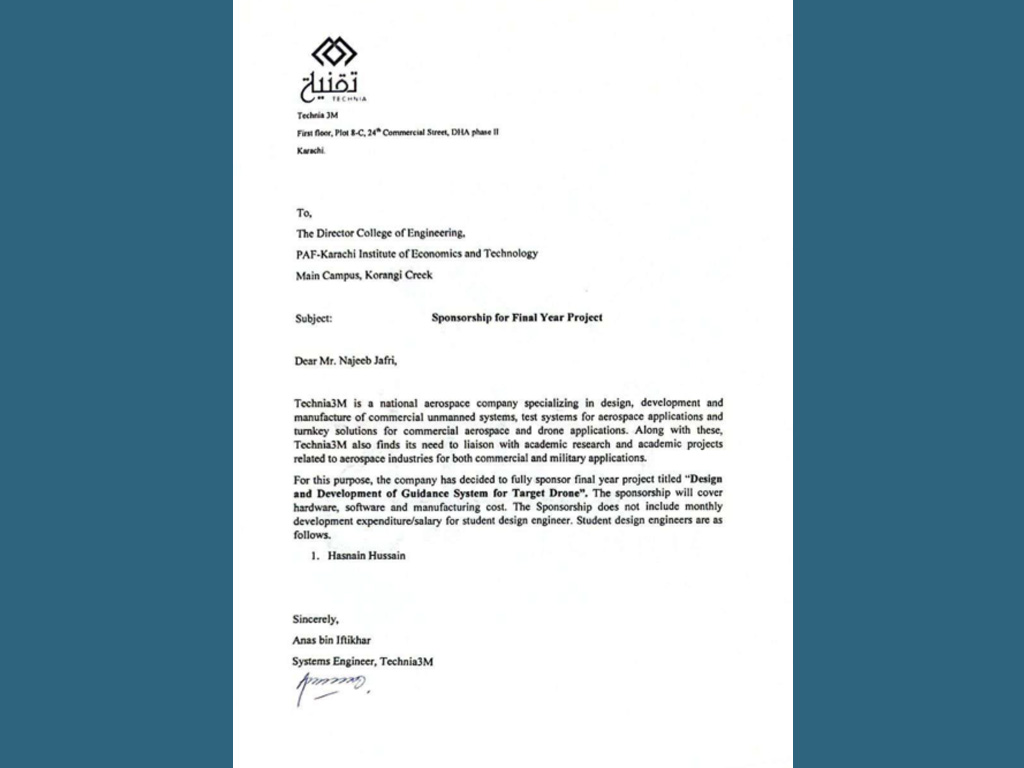 تقنية
TECHNIA
Technia 3M
First floor, Plot 8-C, 24th Commercial Street, DHA phase II
Karachi.
To,
The Director College of Engineering,
PAF-Karachi Institute of Economics and Technology
Main Campus, Korangi Creek
Subject: Sponsorship for Final Year Project
Dear Mr. Najeeb Jafri,
Technia3M is a national aerospace company specializing in design, development and
manufacture of commercial unmanned systems, test systems for aerospace applications and
turnkey solutions for commercial aerospace and drone applications. Along with these,
Technia3M also finds its need to liaison with academic research and academic projects
related to aerospace industries for both commercial and military applications.
For this purpose, the company has decided to fully sponsor final year project titled “Design
and Development of Guidance System for Target Drone”. The sponsorship will cover
hardware, software and manufacturing cost. The Sponsorship does not include monthly
development expenditure/salary for student design engineer. Student design engineers are as
follows.
1. Hasnain Hussain
Sincerely,
Anas bin Iftikhar
Systems Engineer, Technia3M